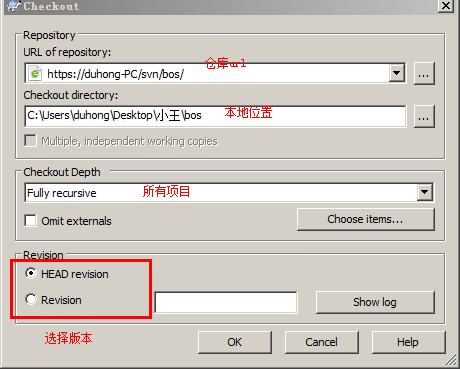 Checkout
Repository
URL of repository:
仓库url
https://duhong-PC/svn/bos/
...
Checkout directory:
C:\Users\duhong\Desktop\小王\bos
本地位置
...
Multiple, independent working copies
Checkout Depth
Fully recursive
所有项目
Omit externals
Choose items...
Revision
HEAD revision
Revision
Show log
选择版本
OK
Cancel
Help